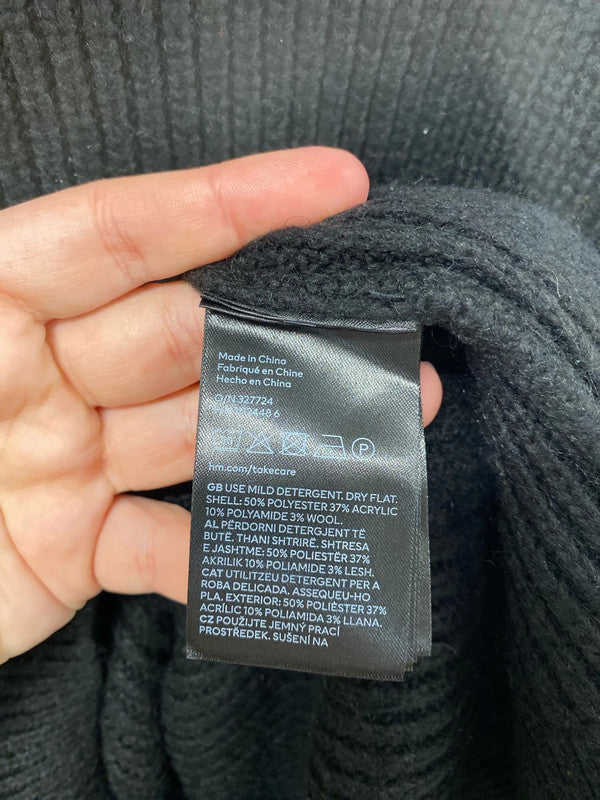 Made in China
Fabriqué en Chine
Hecho en China
O/N 327724
hm.com/takecare
GB USE MILD DETERGENT. DRY FLAT.
SHELL: 50% POLYESTER 37% ACRYLIC
10% POLYAMIDE 3% WOOL.
AL PËRDORNI DETERGJENT TË
BUTË. THANI SHTRIRË. SHTRESA
E JASHTME: 50% POLIESTËR 37%
AKRILIK 10% POLIAMIDE 3% LESH.
CAT UTILITZEU DETERGENT PER A
ROBA DELICADA. ASSEQUEU-HO
PLA. EXTERIOR: 50% POLIÈSTER 37%
ACRÍLIC 10% POLIAMIDA 3% LLANA.
CZ POUŽIJTE JEMNÝ PRACÍ
PROSTŘEDEK. SUŠENÍ NA